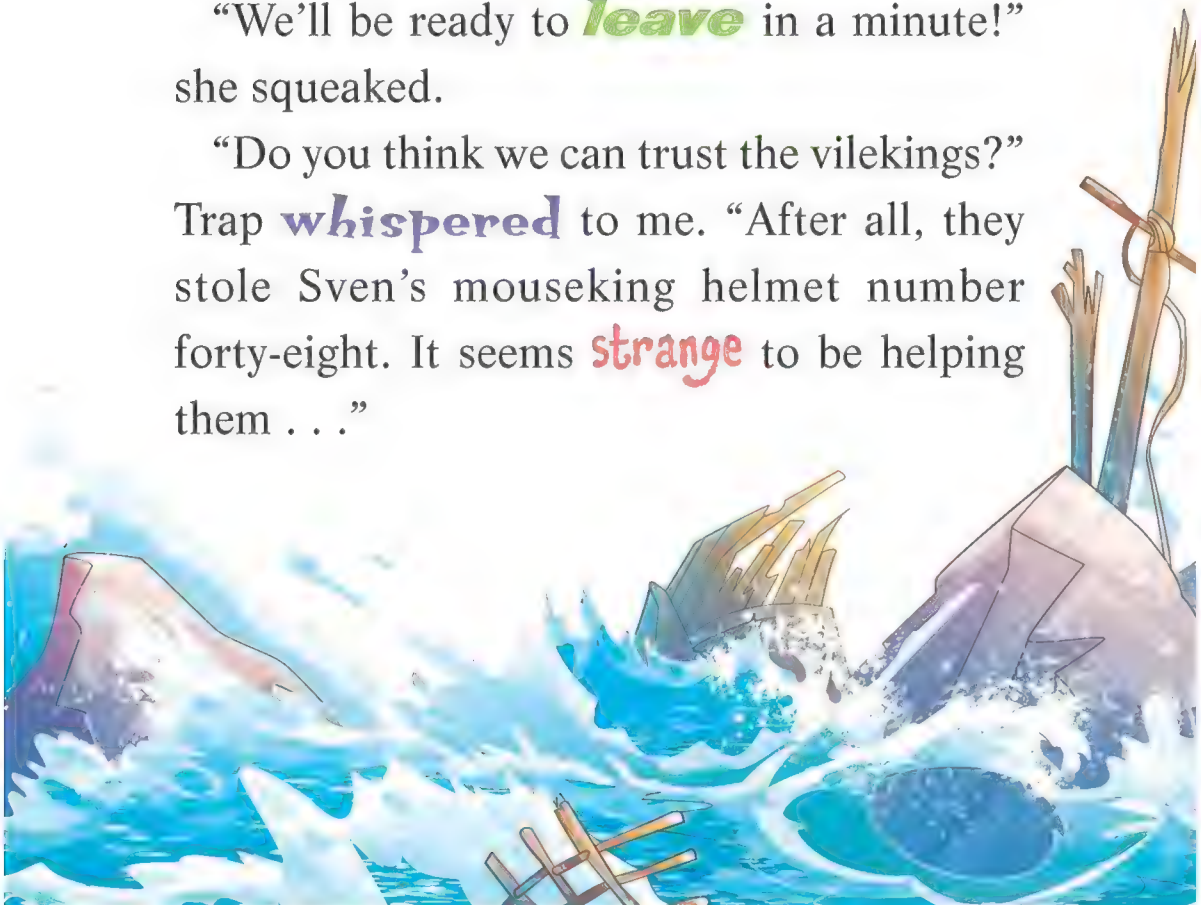 “We’ll be ready to leave in a minute!”
she squeaked.
“Do you think we can trust the vilekings?”
Trap whispered to me. “After all, they
stole Sven’s mouseking helmet number
forty-eight. It seems strange to be helping
them . . .”